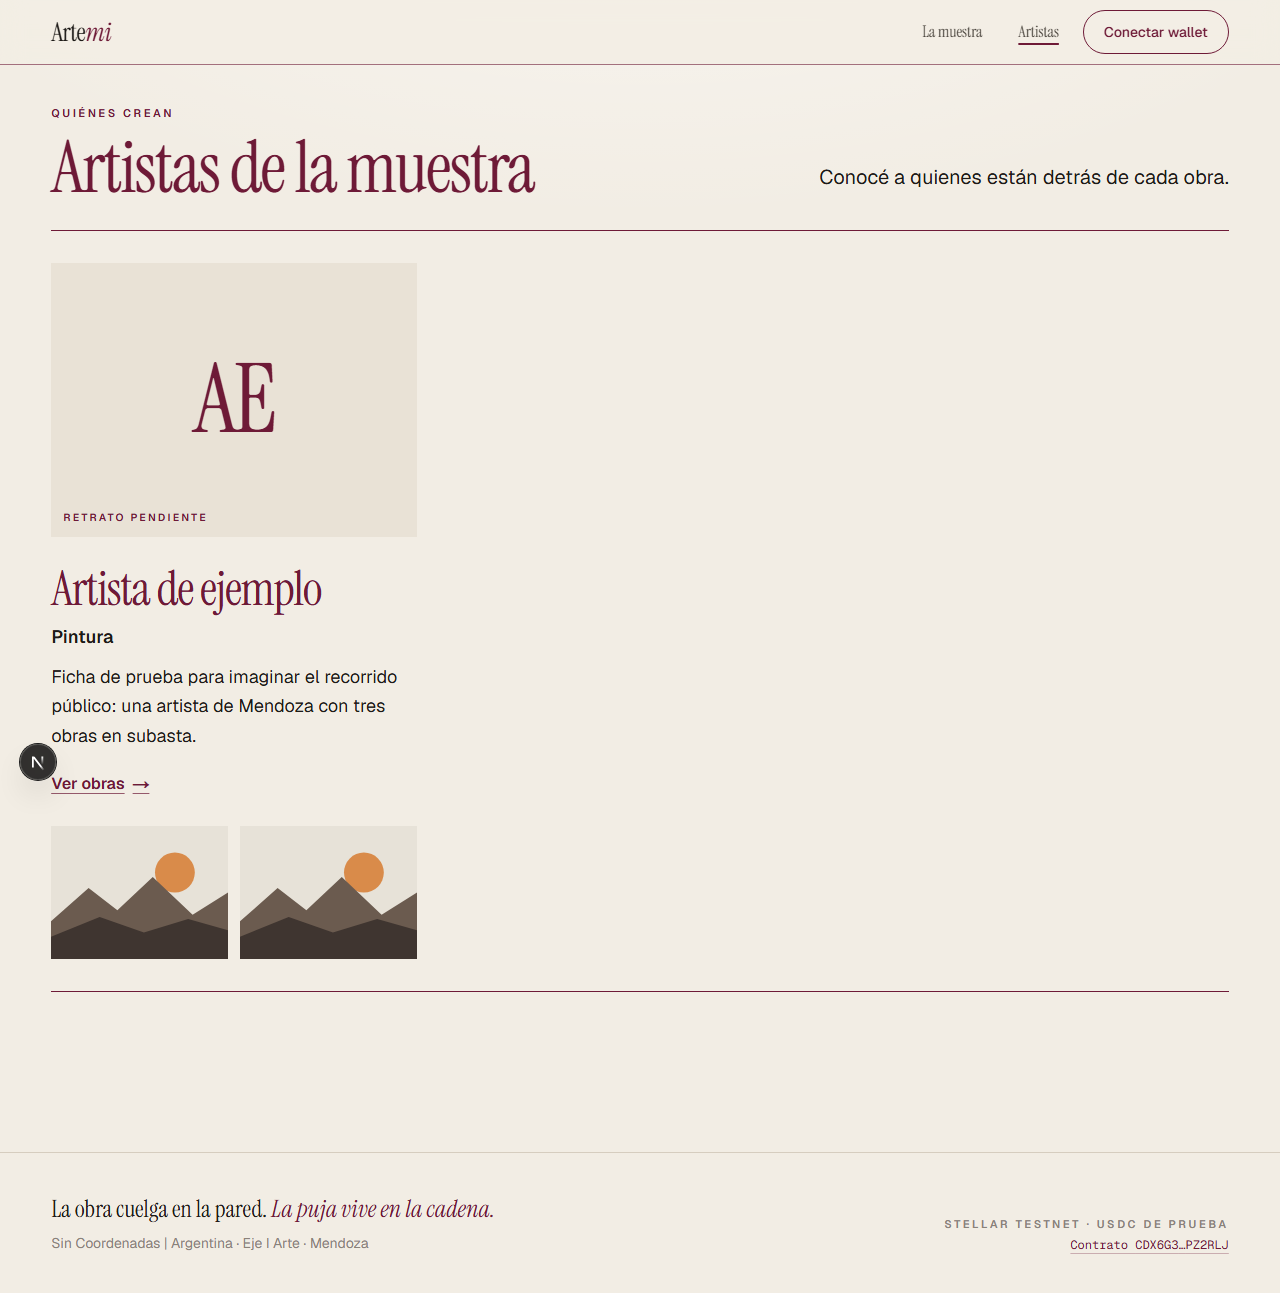 Artemi
La muestra
Artistas
Conectar wallet
QUIÉNES CREAN
Artistas de la muestra
Conocé a quienes están detrás de cada obra.
AE
RETRATO PENDIENTE
Artista de ejemplo
Pintura
Ficha de prueba para imaginar el recorrido
público: una artista de Mendoza con tres
obras en subasta.
N
Ver obras →
La obra cuelga en la pared. La puja vive en la cadena.
Sin Coordenadas | Argentina · Eje I Arte · Mendoza
STELLAR TESTNET · USDC DE PRUEBA
Contrato CDX6G3…PZ2RLJ